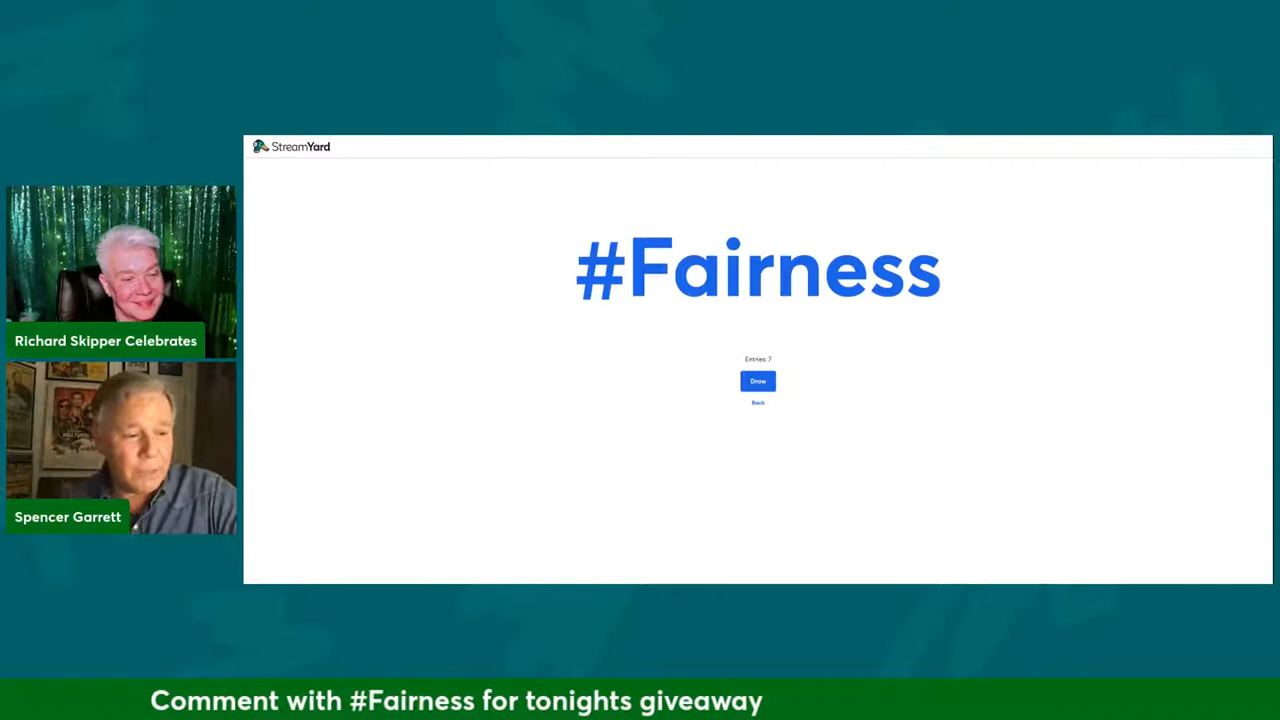 StreamYard
#Fairness
Entries: 7
Draw
Back
Richard Skipper Celebrates
Spencer Garrett
Comment with #Fairness for tonights giveaway